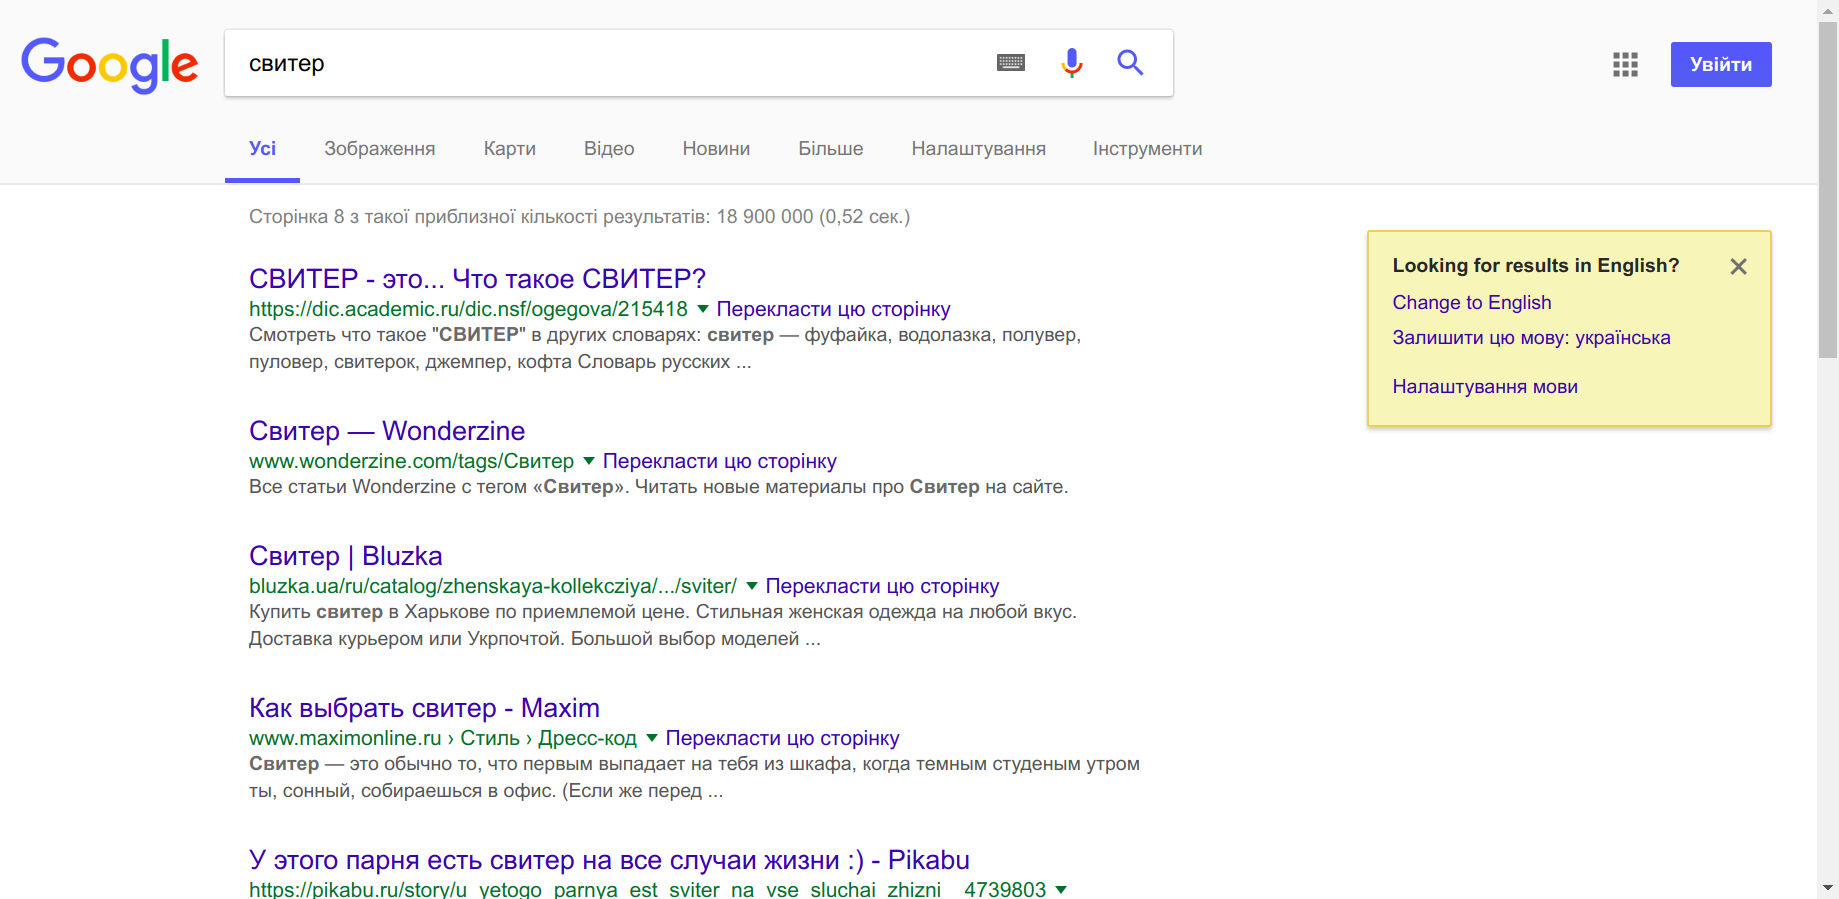 Google
свитер
Увійти
Усі Зображення Карти Відео Новини Більше Налаштування Інструменти
Сторінка 8 з такої приблизної кількості результатів: 18 900 000 (0,52 сек.)
СВИТЕР - это... Что такое СВИТЕР?
https://dic.academic.ru/dic.nsf/ogegova/215418 Перекласти цю сторінку
Смотреть что такое "СВИТЕР" в других словарях: свитер — фуфайка, водолазка, полувер,
пуловер, свитерок, джемпер, кофта Словарь русских ...
Свитер — Wonderzine
www.wonderzine.com/tags/Свитер Перекласти цю сторінку
Все статьи Wonderzine с тегом «Свитер». Читать новые материалы про Свитер на сайте.
Свитер | Bluzka
bluzka.ua/ru/catalog/zhenskaya-kollekcziya/.../sviter/ Перекласти цю сторінку
Купить свитер в Харькове по приемлемой цене. Стильная женская одежда на любой вкус.
Доставка курьером или Укрпочтой. Большой выбор моделей ...
Как выбрать свитер - Maxim
www.maximonline.ru › Стиль › Дресс-код Перекласти цю сторінку
Свитер — это обычно то, что первым выпадает на тебя из шкафа, когда темным студеным утром
ты, сонный, собираешься в офис. (Если же перед ...
У этого парня есть свитер на все случаи жизни :) - Pikabu
https://pikabu.ru/story/u_yetogo_parnya_est_sviter_na_vse_sluchai_zhizni__4739803
Looking for results in English?
Change to English
Залишити цю мову: українська
Налаштування мови